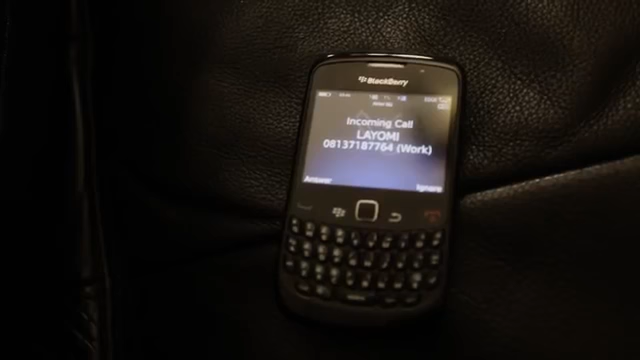 BlackBerry
Incoming Call
LAYOMI
08137187764 (Work)
Answer
Ignore